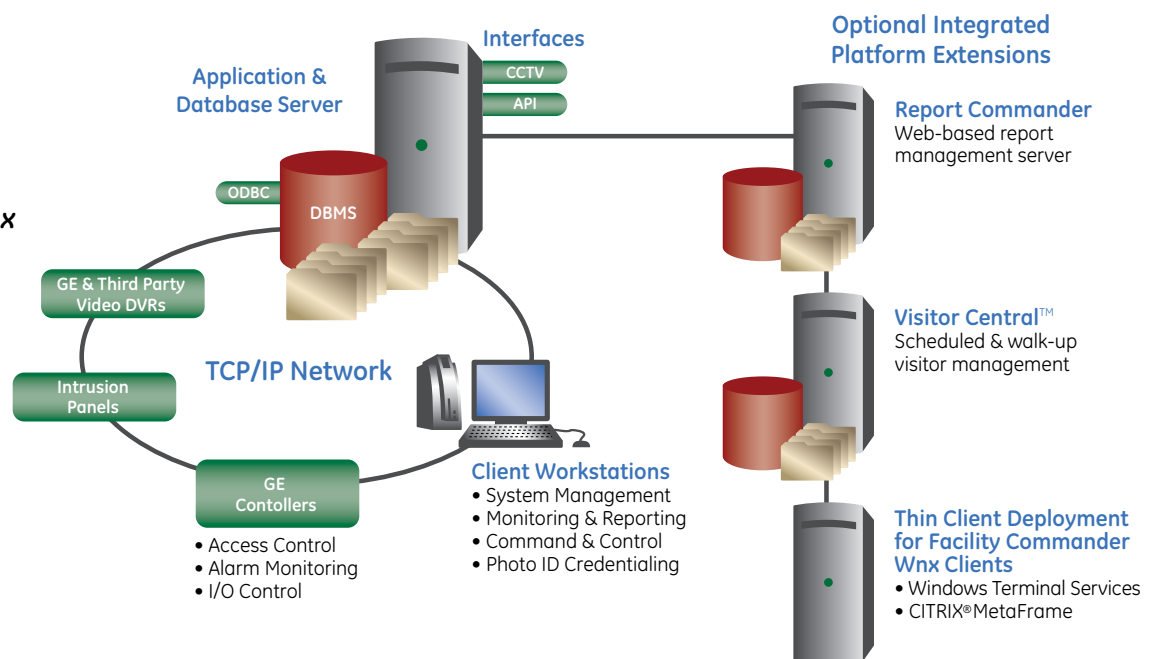 Interfaces
CCTV
API
Application &
Database Server
ODBC
DBMS
x
GE & Third Party
Video DVRs
Intrusion
Panels
TCP/IP Network
GE
Contollers
• Access Control
• Alarm Monitoring
• I/O Control
Client Workstations
• System Management
• Monitoring & Reporting
• Command & Control
• Photo ID Credentialing
Optional Integrated
Platform Extensions
Report Commander
Web-based report
management server
Visitor Central™
Scheduled & walk-up
visitor management
Thin Client Deployment
for Facility Commander
Wnx Clients
• Windows Terminal Services
• CITRIX® MetaFrame